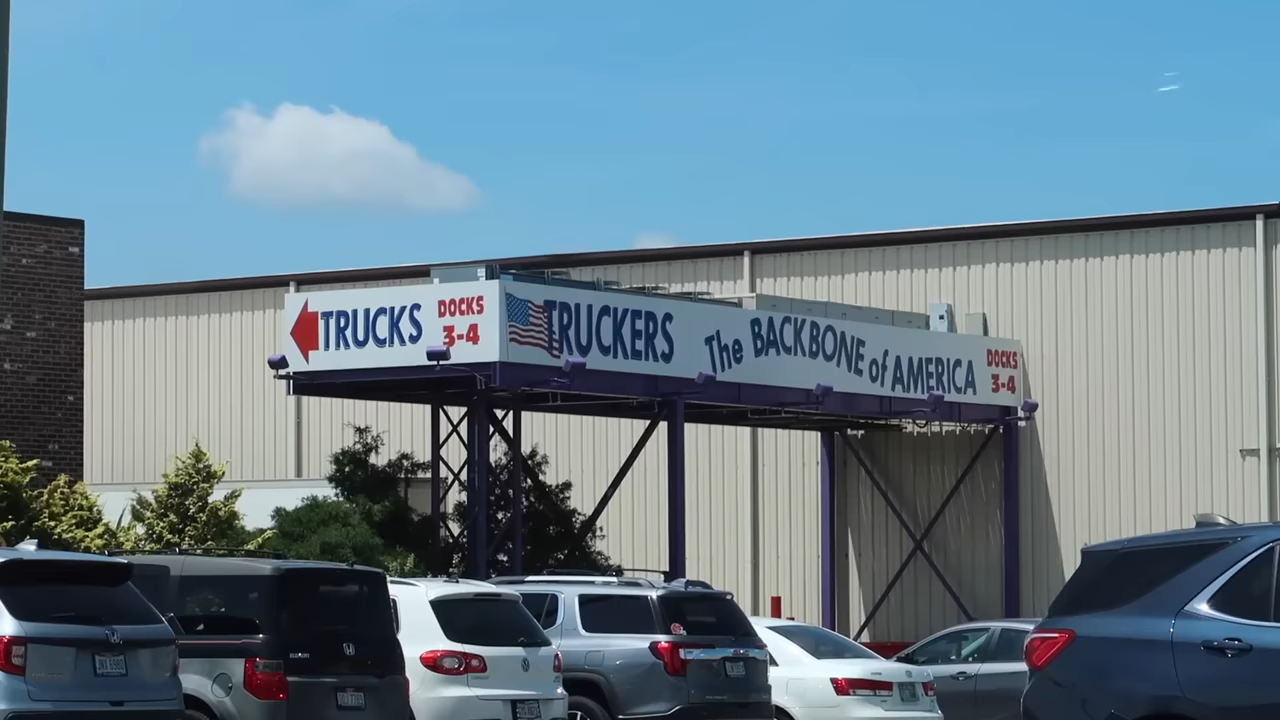 TRUCKS
DOCKS
3-4
TRUCKERS
The BACKBONE of AMERICA
DOCKS
3-4